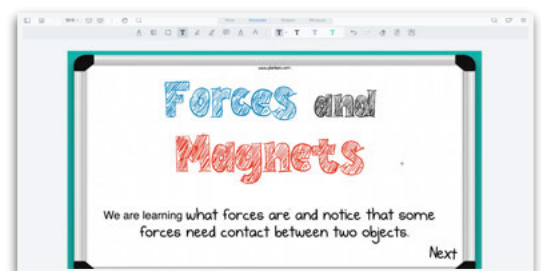 Forces and
Magnets
We are learning what forces are and notice that some
forces need contact between two objects.
Next